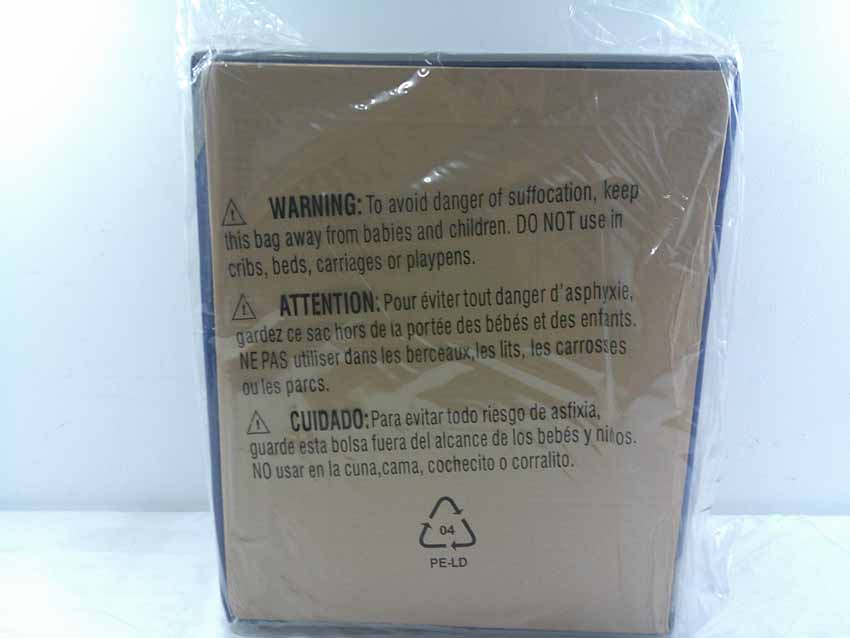 WARNING: To avoid danger of suffocation, keep
this bag away from babies and children. DO NOT use in
cribs, beds, carriages or playpens.
ATTENTION: Pour éviter tout danger d'asphyxie,
gardez ce sac hors de la portée des bébés et des enfants.
NE PAS utiliser dans les berceaux,les lits, les carrosses
ou les parcs.
CUIDADO: Para evitar todo riesgo de asfixia,
guarde esta bolsa fuera del alcance de los bebés y niños.
NO usar en la cuna,cama, cochecito o corralito.
04
PE-LD